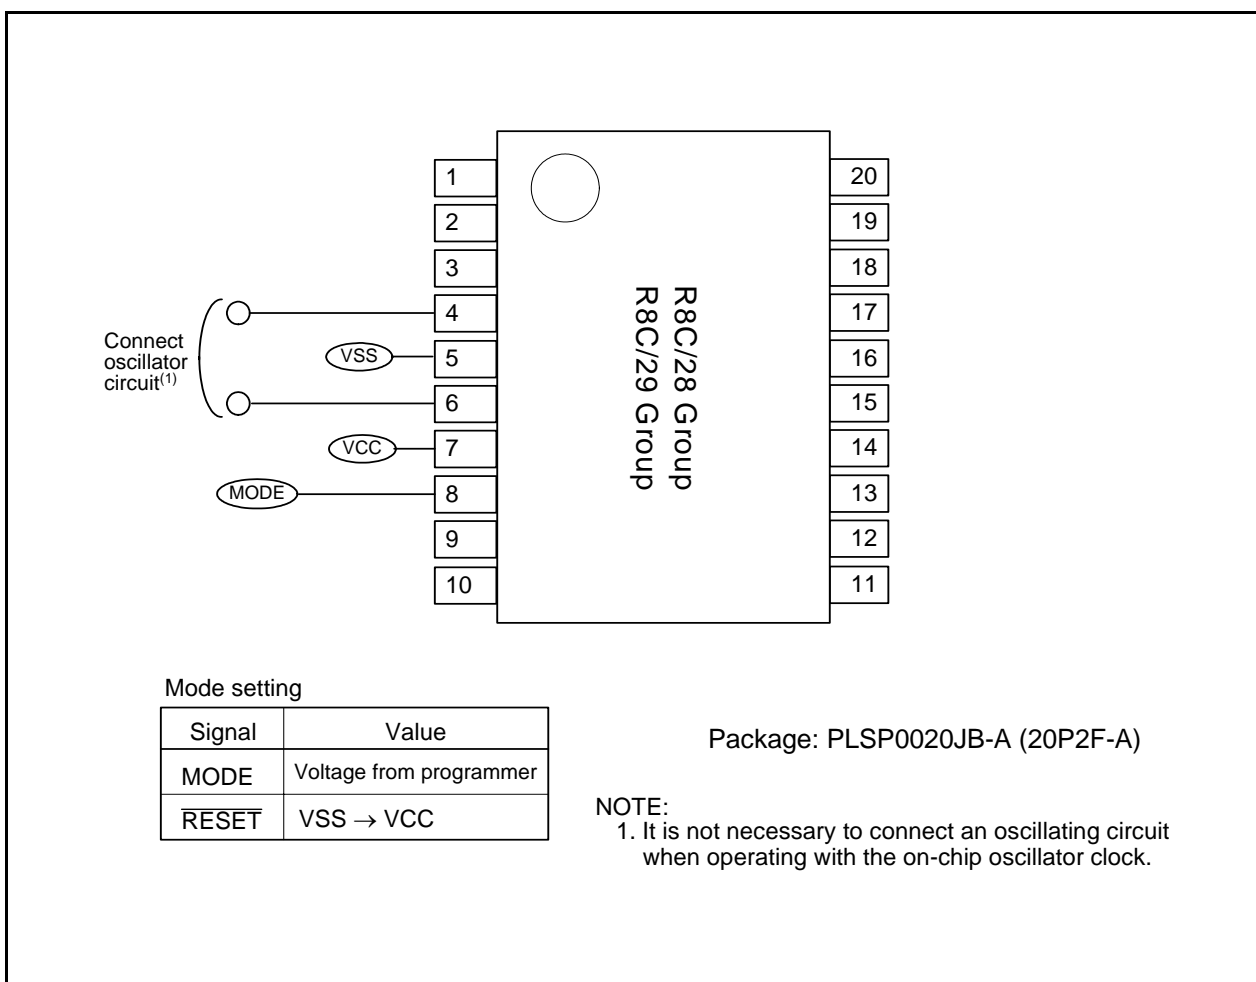 1
2
3
4
5
6
7
8
9
10
20
19
18
17
16
15
14
13
12
11
Connect
oscillator
circuit(1)
VSS
VCC
MODE
R8C/28 Group
R8C/29 Group
Mode setting
Signal Value
MODE Voltage from programmer
RESET VSS → VCC
Package: PLSP0020JB-A (20P2F-A)
NOTE:
1. It is not necessary to connect an oscillating circuit
when operating with the on-chip oscillator clock.